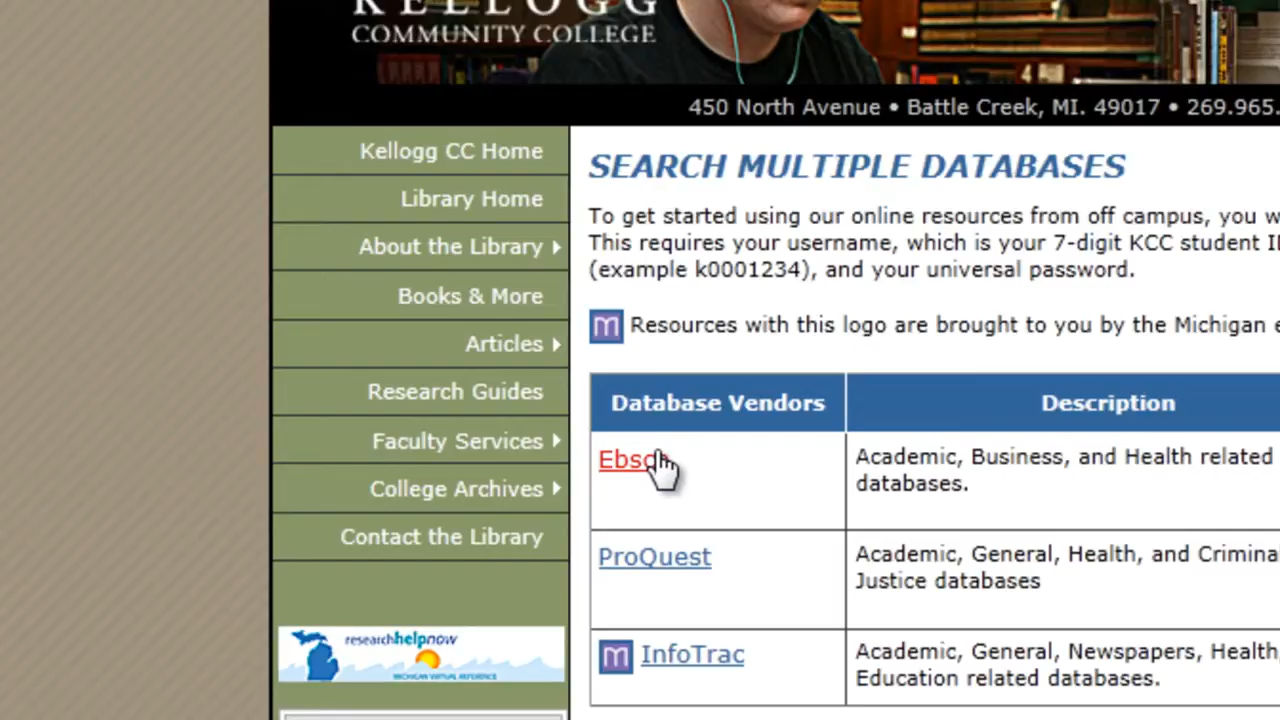 KELLOGG
COMMUNITY COLLEGE
450 North Avenue • Battle Creek, MI. 49017 • 269.965.
Kellogg CC Home
Library Home
About the Library
Books & More
Articles
Research Guides
Faculty Services
College Archives
Contact the Library
researchhelpnow
MICHIGAN VIRTUAL REFERENCE
SEARCH MULTIPLE DATABASES
To get started using our online resources from off campus, you
This requires your username, which is your 7-digit KCC student
(example k0001234), and your universal password.
m Resources with this logo are brought to you by the Michigan
Database Vendors Description
Academic, Business, and Health related
databases.
ProQuest Academic, General, Health, and
Justice databases
m InfoTrac Academic, General, Newspapers, Health,
Education related databases.